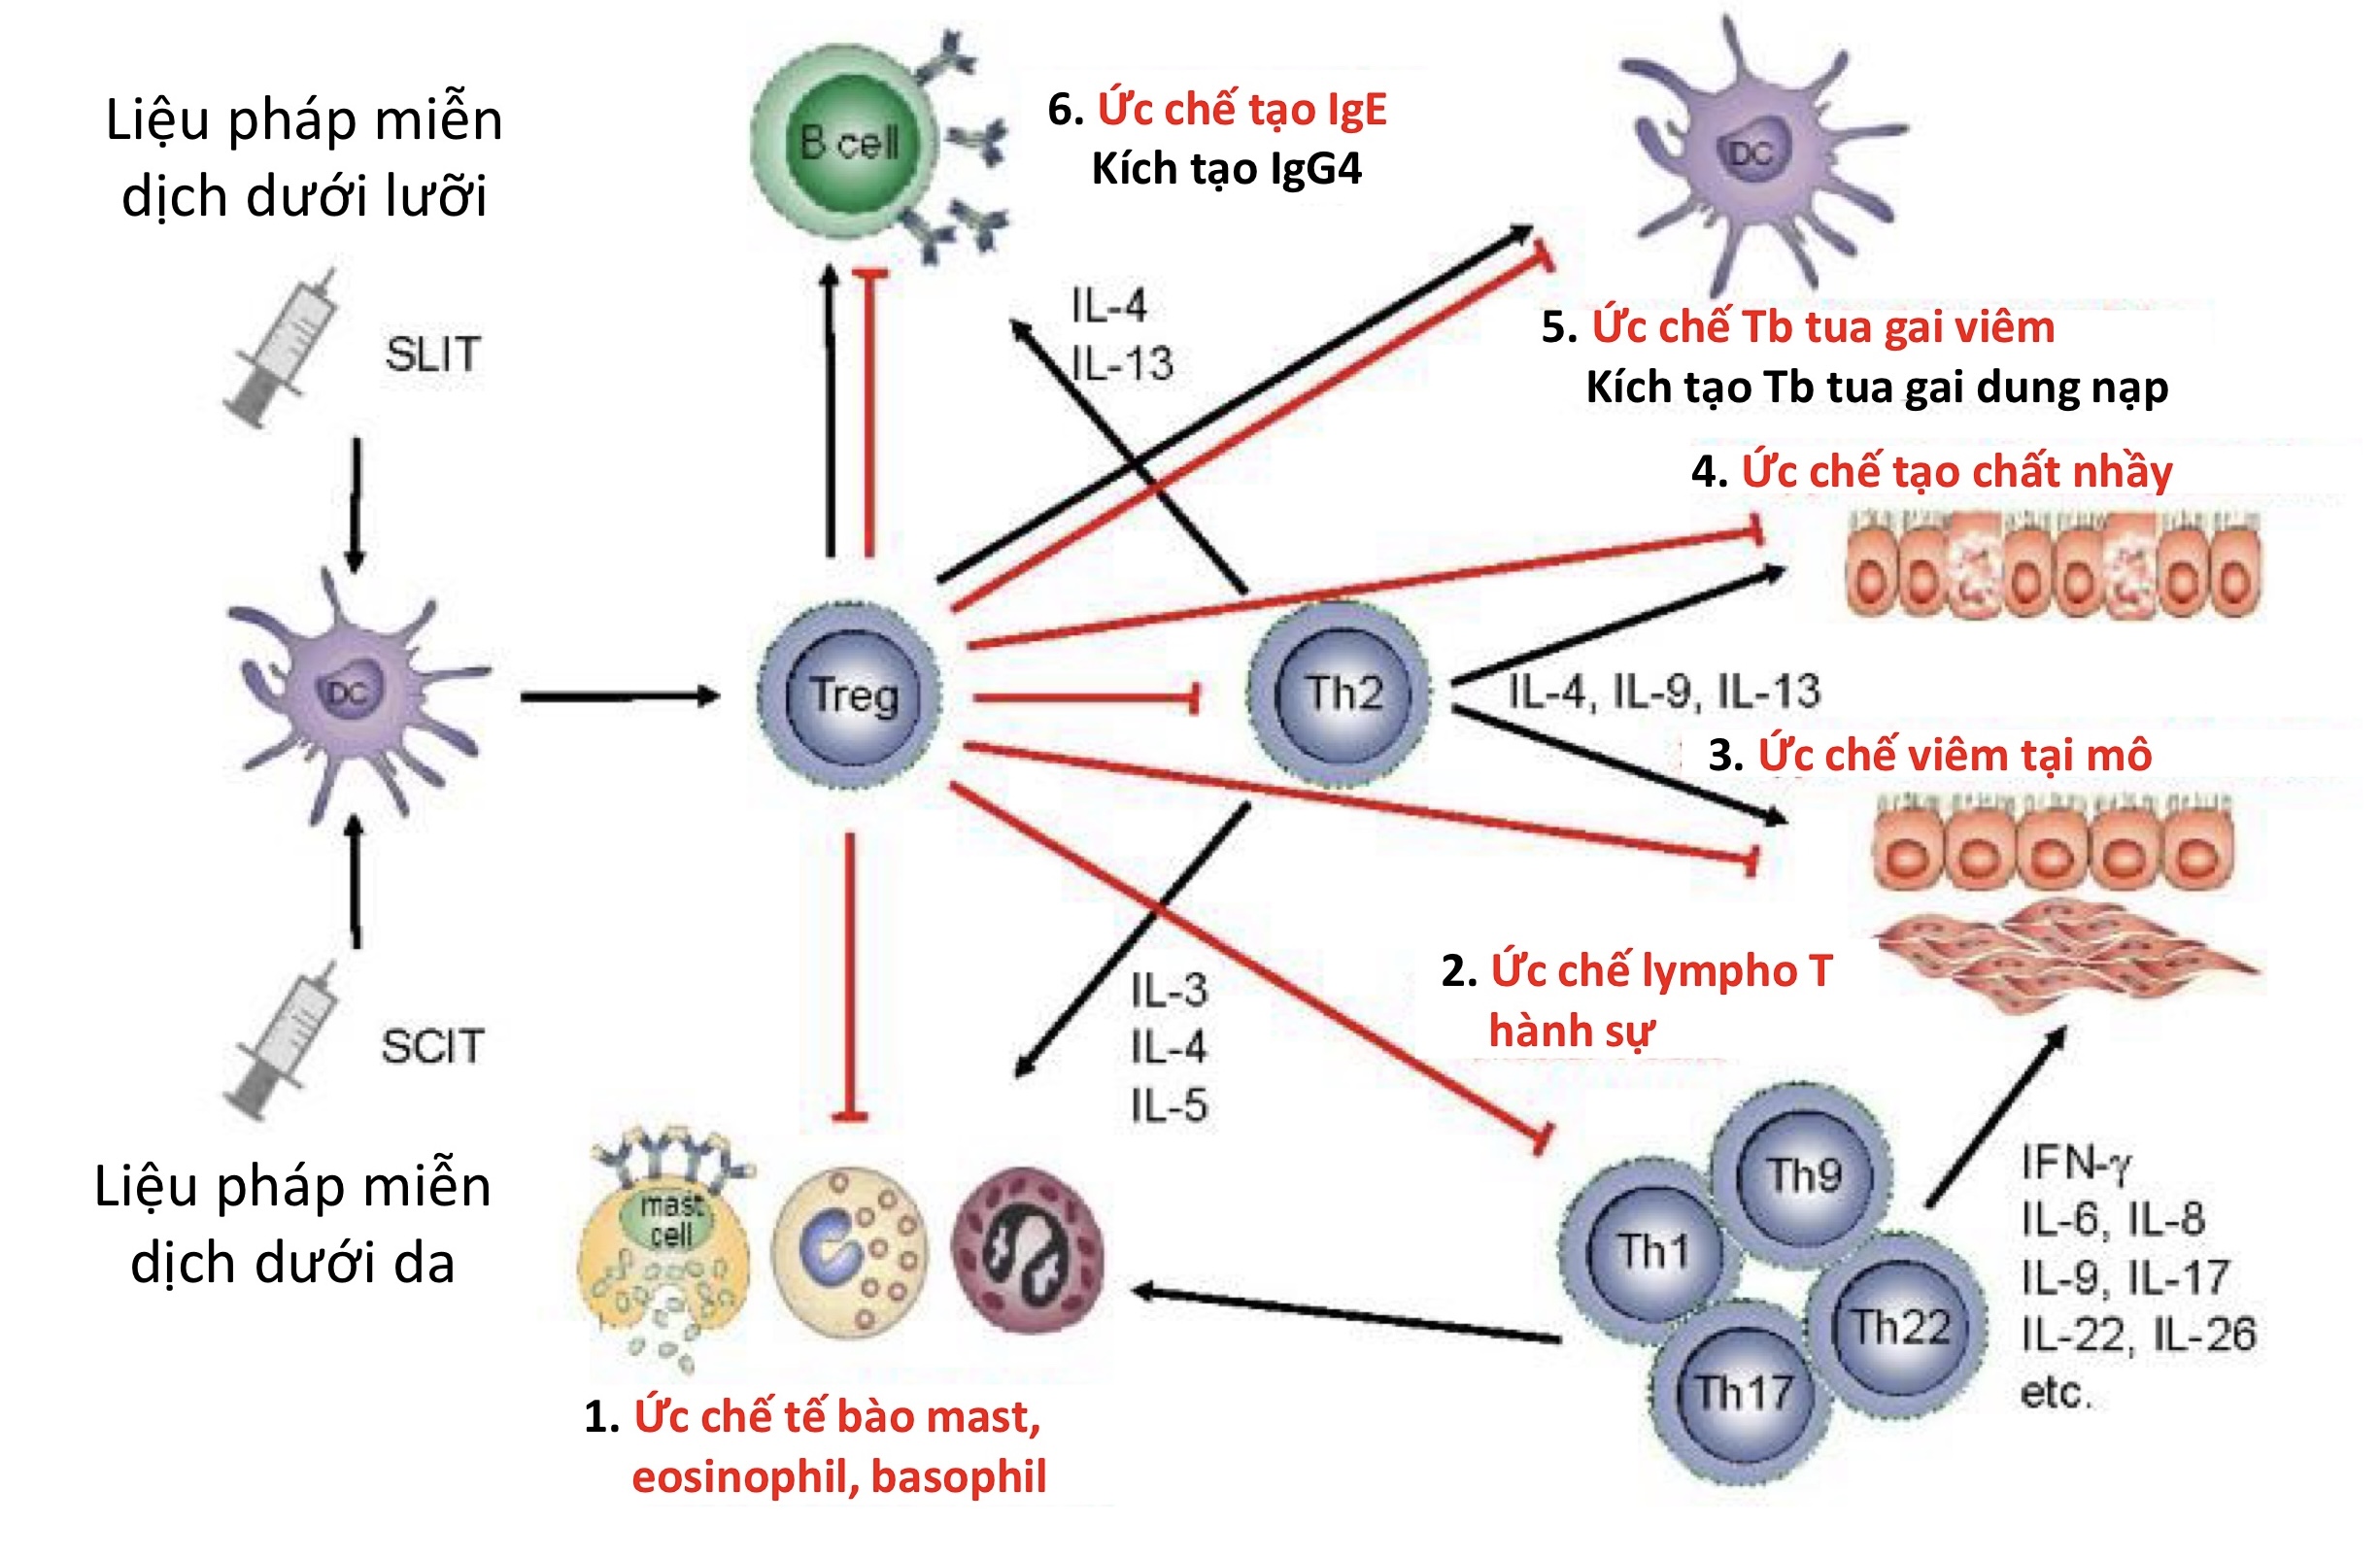 Liệu pháp miễn
dịch dưới lưỡi
SLIT
DC
SCIT
Liệu pháp miễn
dịch dưới da
B cell
6. Ức chế tạo IgE
Kích tạo IgG4
IL-4
IL-13
DC
5. Ức chế Tb tua gai viêm
Kích tạo Tb tua gai dung nạp
4. Ức chế tạo chất nhầy
Treg
Th2
IL-4, IL-9, IL-13
3. Ức chế viêm tại mô
2. Ức chế lympho T
hành sự
IL-3
IL-4
IL-5
mast
cell
1. Ức chế tế bào mast,
eosinophil, basophil
Th9
Th1
Th22
Th17
IFN-γ
IL-6, IL-8
IL-9, IL-17
IL-22, IL-26
etc.